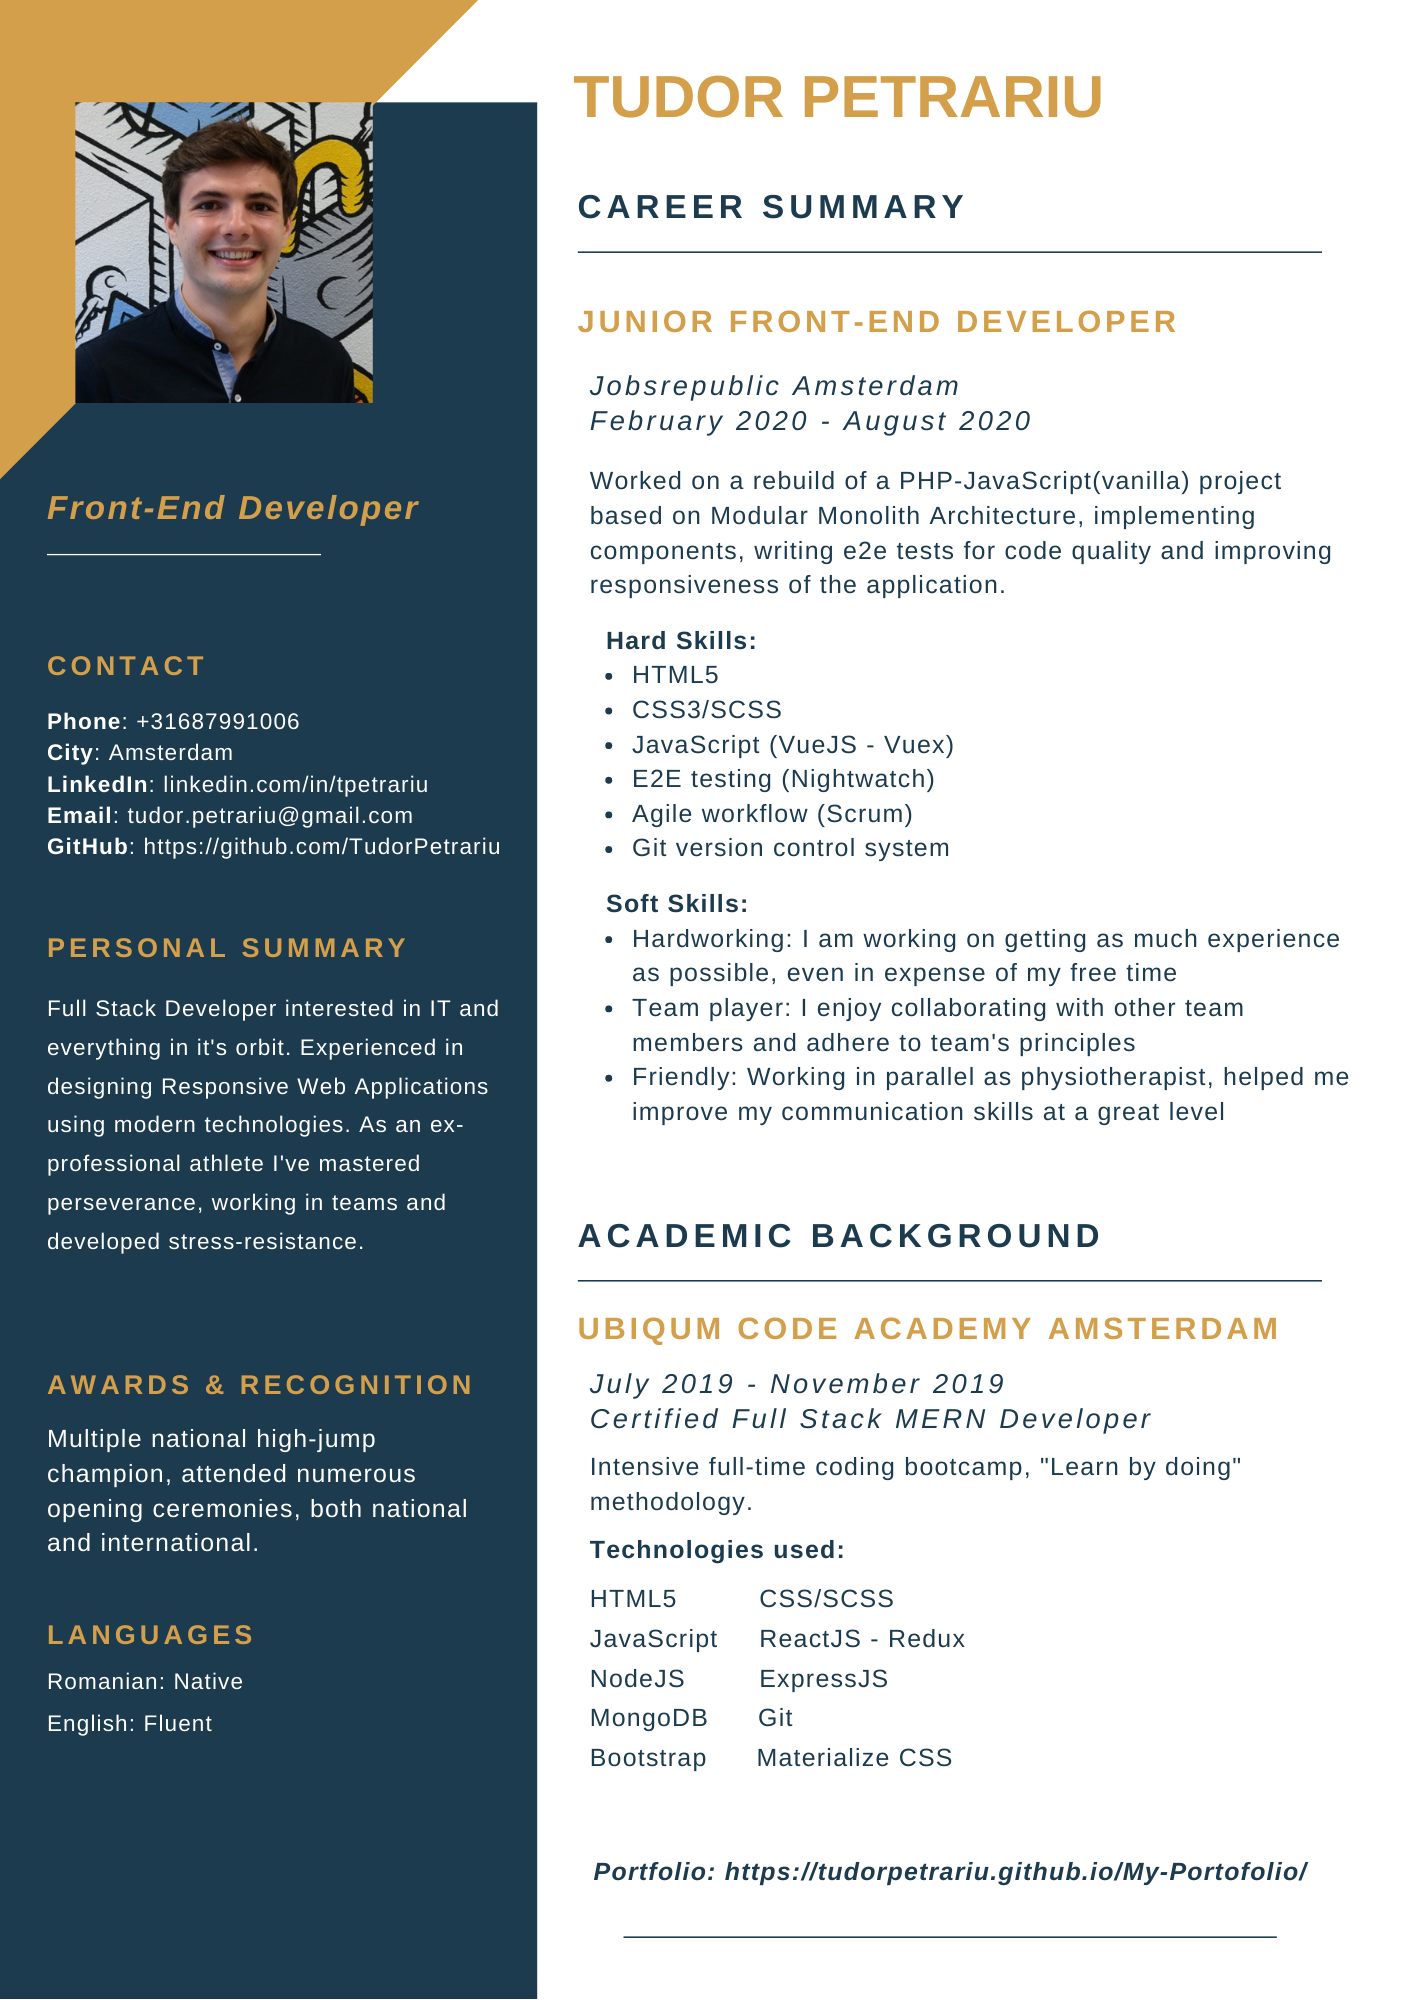 TUDOR PETRARIU
Front-End Developer
CONTACT
Phone: +31687991006
City: Amsterdam
LinkedIn: linkedin.com/in/tpetrariu
Email: tudor.petrariu@gmail.com
GitHub: https://github.com/TudorPetrariu
PERSONAL SUMMARY
Full Stack Developer interested in IT and
everything in it's orbit. Experienced in
designing Responsive Web Applications
using modern technologies. As an ex-
professional athlete I've mastered
perseverance, working in teams and
developed stress-resistance.
AWARDS & RECOGNITION
Multiple national high-jump
champion, attended numerous
opening ceremonies, both national
and international.
LANGUAGES
Romanian: Native
English: Fluent
CAREER SUMMARY
JUNIOR FRONT-END DEVELOPER
Jobsrepublic Amsterdam
February 2020 - August 2020
Worked on a rebuild of a PHP-JavaScript(vanilla) project
based on Modular Monolith Architecture, implementing
components, writing e2e tests for code quality and improving
responsiveness of the application.
Hard Skills:
• HTML5
• CSS3/SCSS
• JavaScript (VueJS - Vuex)
• E2E testing (Nightwatch)
• Agile workflow (Scrum)
• Git version control system
Soft Skills:
• Hardworking: I am working on getting as much experience
as possible, even in expense of my free time
• Team player: I enjoy collaborating with other team
members and adhere to team's principles
• Friendly: Working in parallel as physiotherapist, helped me
improve my communication skills at a great level
ACADEMIC BACKGROUND
UBIQUM CODE ACADEMY AMSTERDAM
July 2019 - November 2019
Certified Full Stack MERN Developer
Intensive full-time coding bootcamp, "Learn by doing"
methodology.
Technologies used:
HTML5 CSS/SCSS
JavaScript ReactJS - Redux
NodeJS ExpressJS
MongoDB Git
Bootstrap Materialize CSS
Portfolio: https://tudorpetrariu.github.io/My-Portofolio/